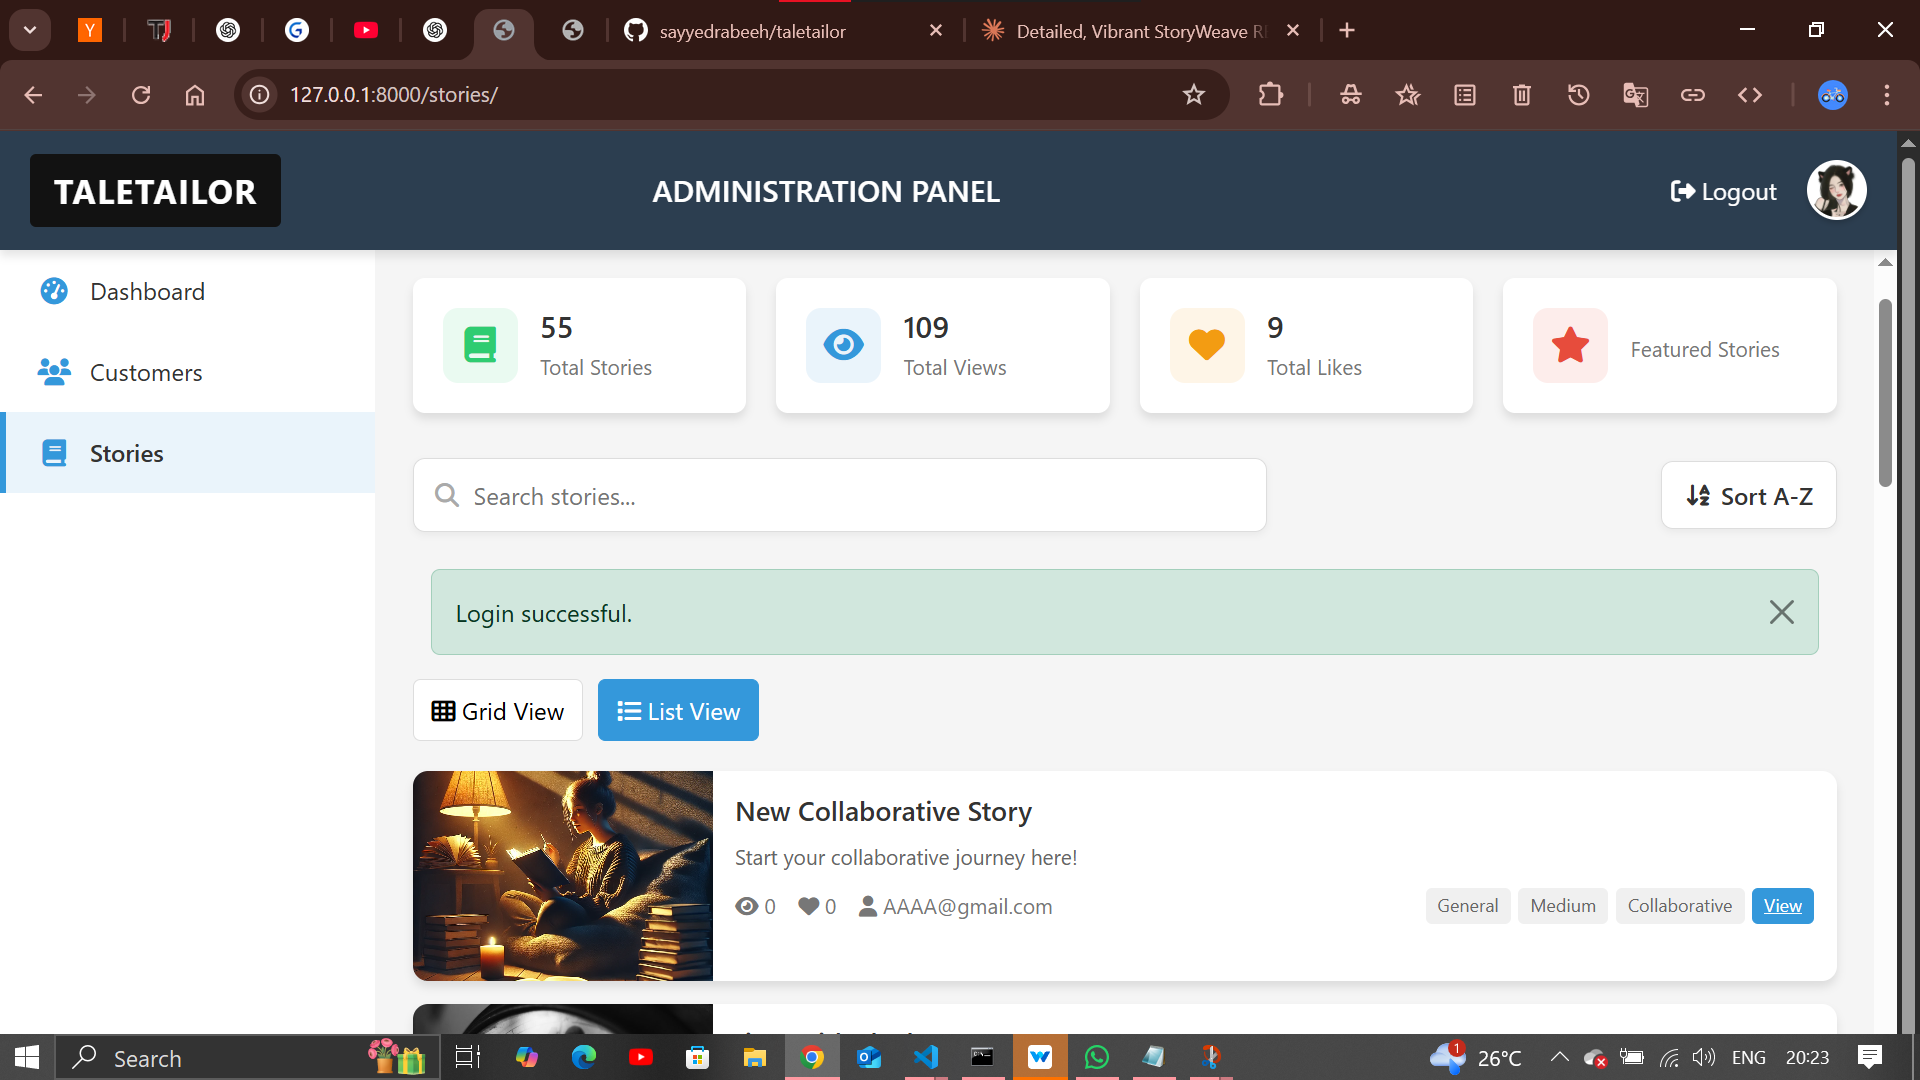 sayyedrabeeh/taletailor
Detailed, Vibrant StoryWeave
127.0.0.1:8000/stories/
TALETAILOR
ADMINISTRATION PANEL
Logout
Dashboard
Customers
Stories
55
Total Stories
109
Total Views
9
Total Likes
Featured Stories
Search stories...
Sort A-Z
Login successful.
Grid View
List View
New Collaborative Story
Start your collaborative journey here!
0
0
AAAA@gmail.com
General
Medium
Collaborative
View
Search
1
26°C
ENG
20:23